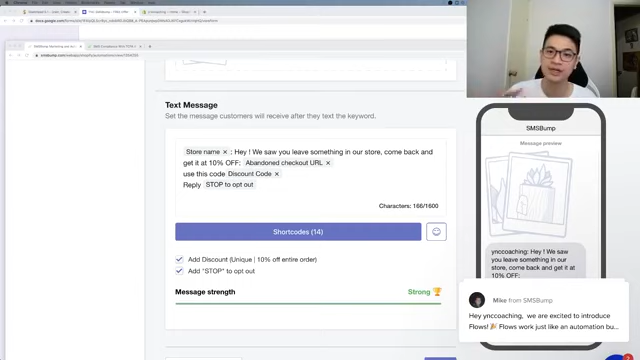 Text Message
Set the message customers will receive after they text the keyword.
Store name × : Hey ! We saw you leave something in our store, come back and
get it at 10% OFF: Abandoned checkout URL ×
use this code Discount Code ×
Reply STOP to opt out
Characters: 166/1600
Shortcodes (14)
Add Discount (Unique | 10% off entire order)
Add "STOP" to opt out
Message strength
Strong
SMSBump
Message preview
ynccoaching: Hey ! We saw
you leave something in our
store, come back and get it at
10% OFF:
Mike from SMSBump
Hey ynccoaching, we are excited to introduce
Flows! 🎉 Flows work just like an automation bu...